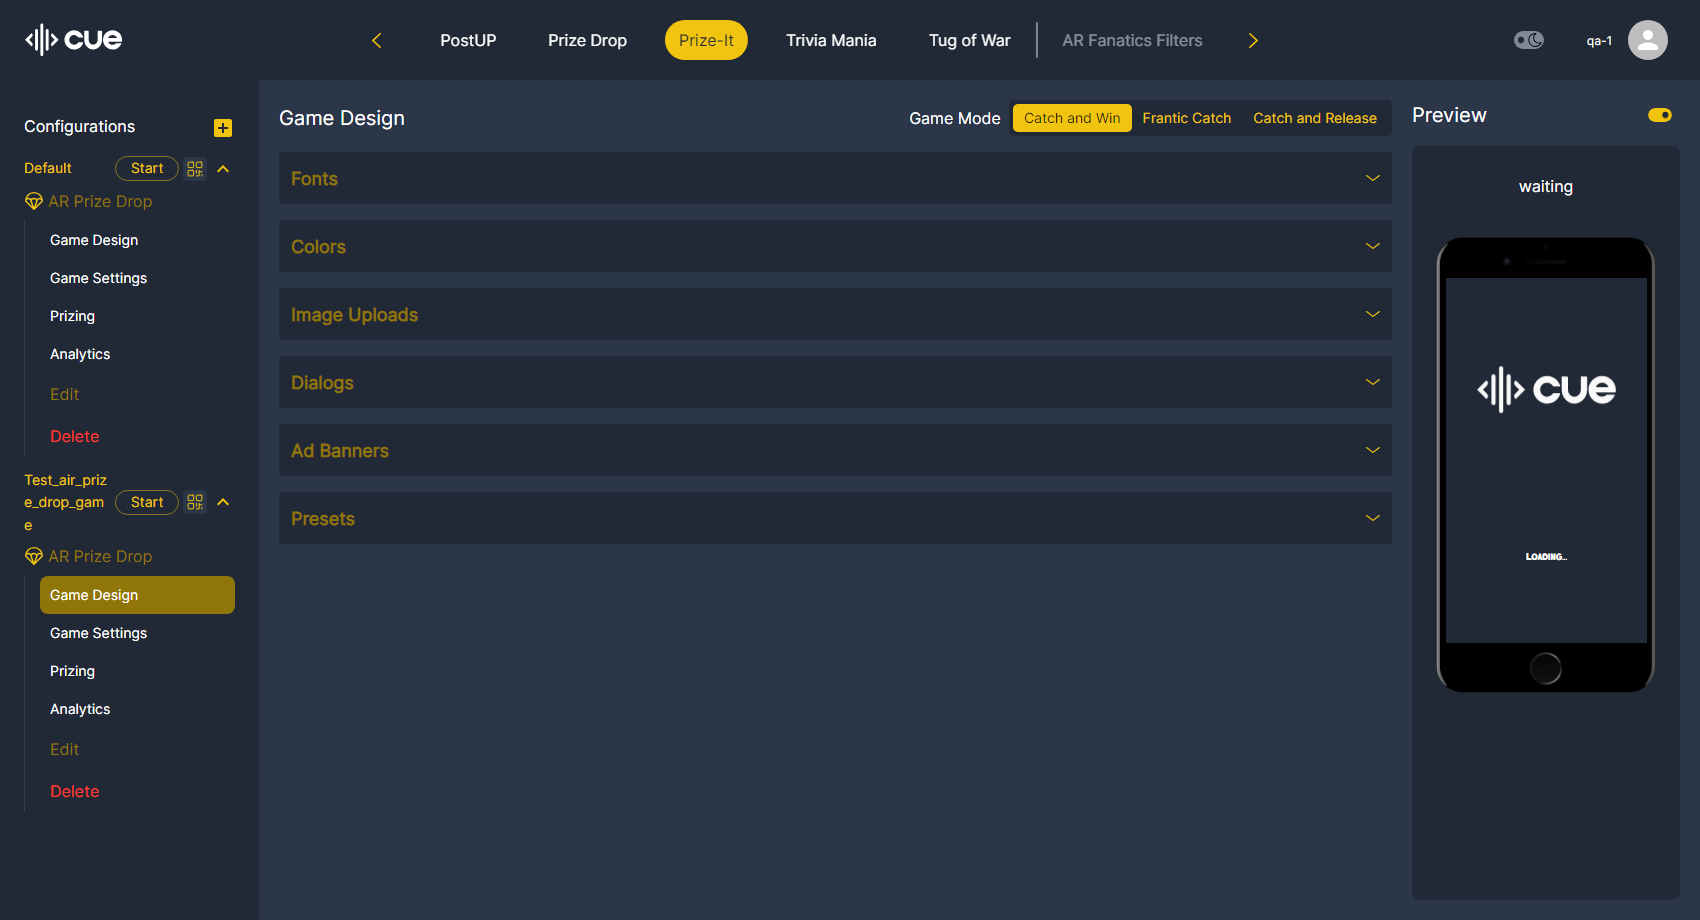 cue
PostUP
Prize Drop
Prize-It
Trivia Mania
Tug of War
AR Fanatics Filters
qa-1
Configurations
Default
Start
AR Prize Drop
Game Design
Game Settings
Prizing
Analytics
Edit
Delete
Test_air_priz
e_drop_gam
e
Start
AR Prize Drop
Game Design
Game Settings
Prizing
Analytics
Edit
Delete
Game Design
Game Mode
Catch and Win
Frantic Catch
Catch and Release
Fonts
Colors
Image Uploads
Dialogs
Ad Banners
Presets
Preview
waiting
cue
LOADING...